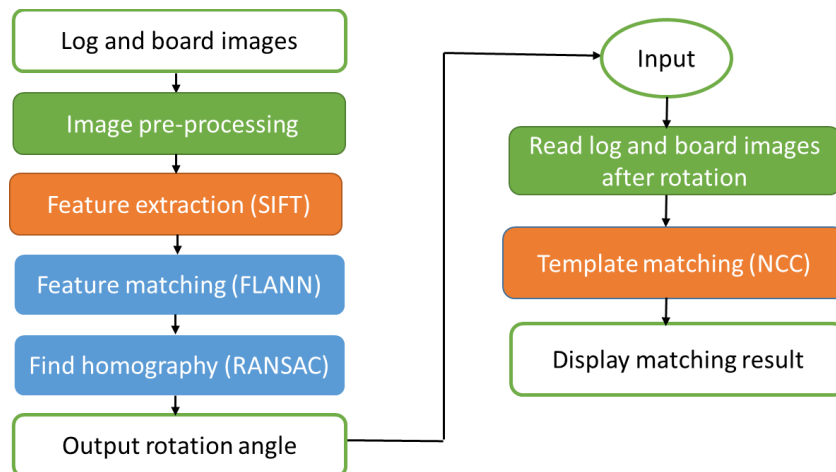 Log and board images
Image pre-processing
Feature extraction (SIFT)
Feature matching (FLANN)
Find homography (RANSAC)
Output rotation angle
Input
Read log and board images
after rotation
Template matching (NCC)
Display matching result